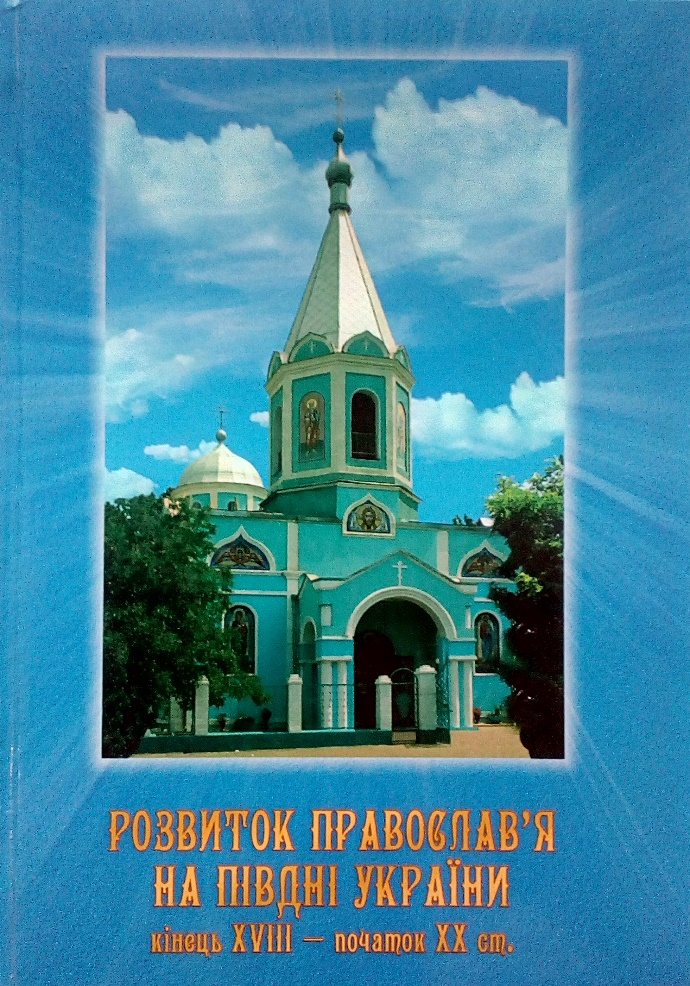 РОЗВИТОК ПРАВОСЛАВ'Я
НА ПІВДНІ УКРАЇНИ
кінець XVIII – початок XX ст.